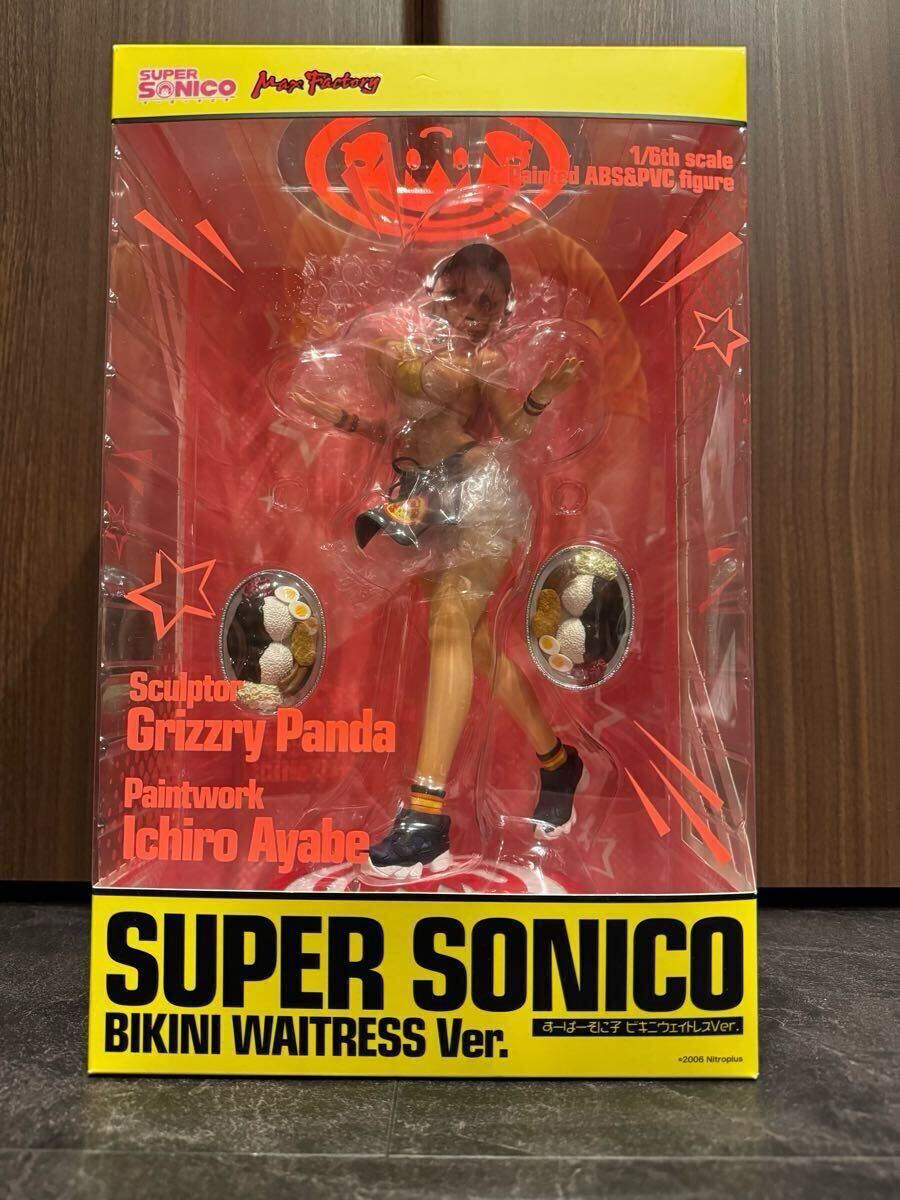 SUPER
SONICO
Max Factory
1/6th scale
Painted ABS&PVC figure
Sculptor
Grizzry Panda
Paintwork
Ichiro Ayabe
SUPER SONICO
BIKINI WAITRESS Ver.
すーぱーそに子 ビキニウェイトレスVer.
©2006 Nitroplus